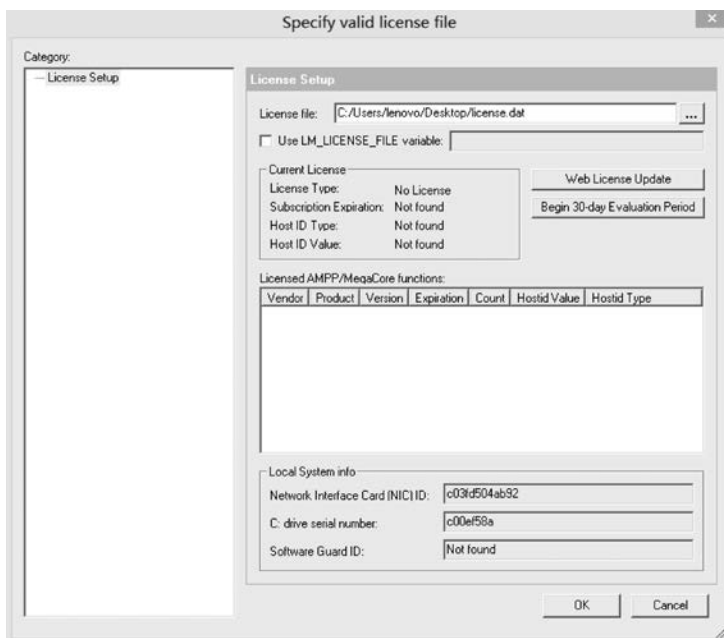 Specify valid license file
Category:
License Setup
License Setup
License file: C:/Users/lenovo/Desktop/license.dat ...
Use LM_LICENSE_FILE variable:
Current License
License Type: No License
Subscription Expiration: Not found
Host ID Type: Not found
Host ID Value: Not found
Web License Update
Begin 30-day Evaluation Period
Licensed AMPP/MegaCore functions:
Vendor Product Version Expiration Count Hostid Value Hostid Type
Local System info
Network Interface Card (NIC) ID: c03fd504ab92
C: drive serial number: c00ef58a
Software Guard ID: Not found
OK Cancel